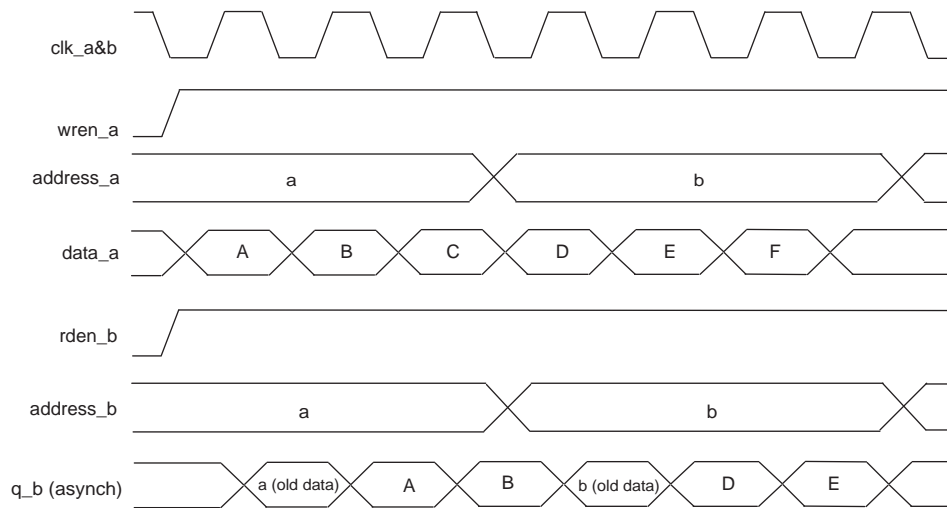 clk_a&b
wren_a
address_a a b
data_a A B C D E F
rden_b
address_b a b
q_b (asynch) a (old data) A B b (old data) D E